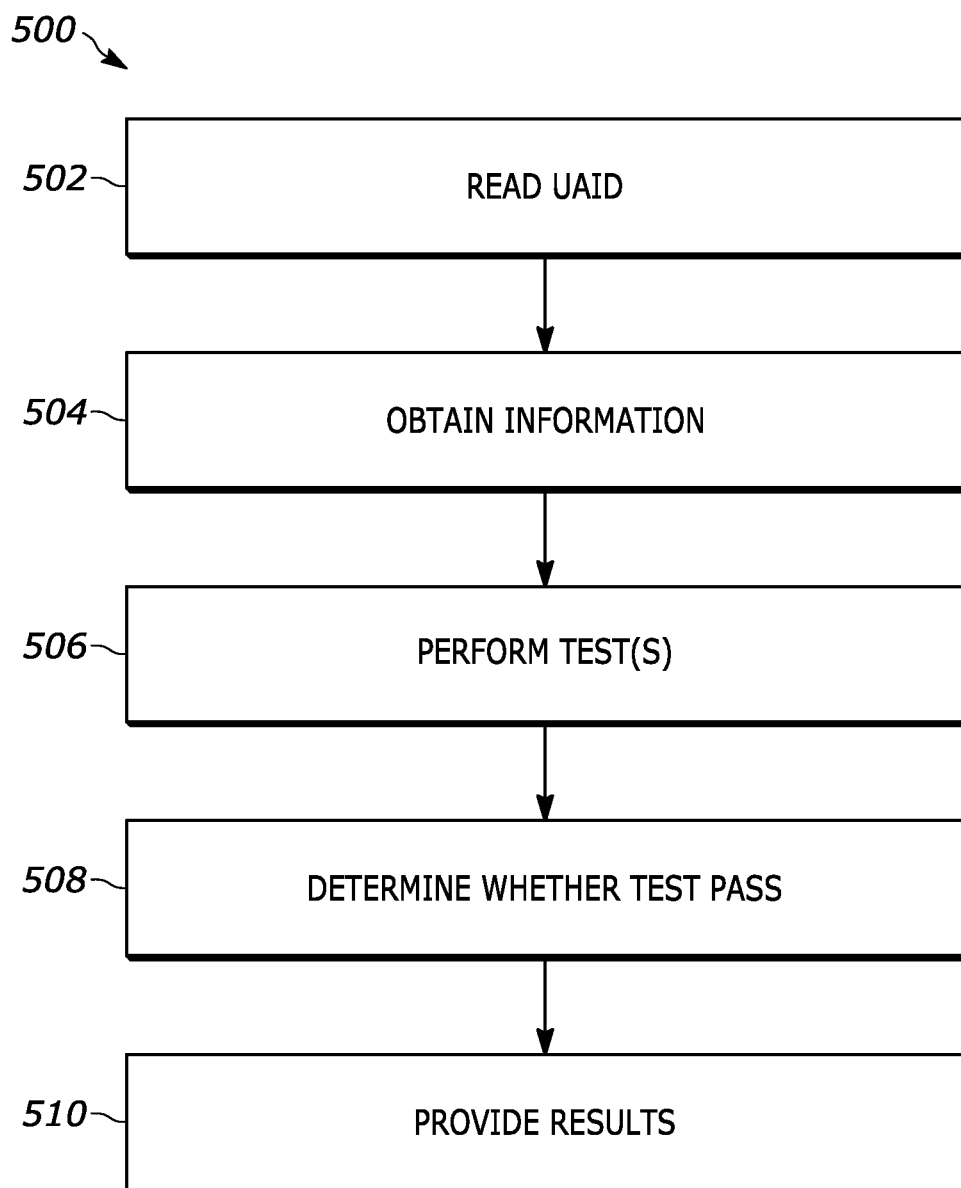 500
502
READ UAID
504
OBTAIN INFORMATION
506
PERFORM TEST(S)
508
DETERMINE WHETHER TEST PASS
510
PROVIDE RESULTS